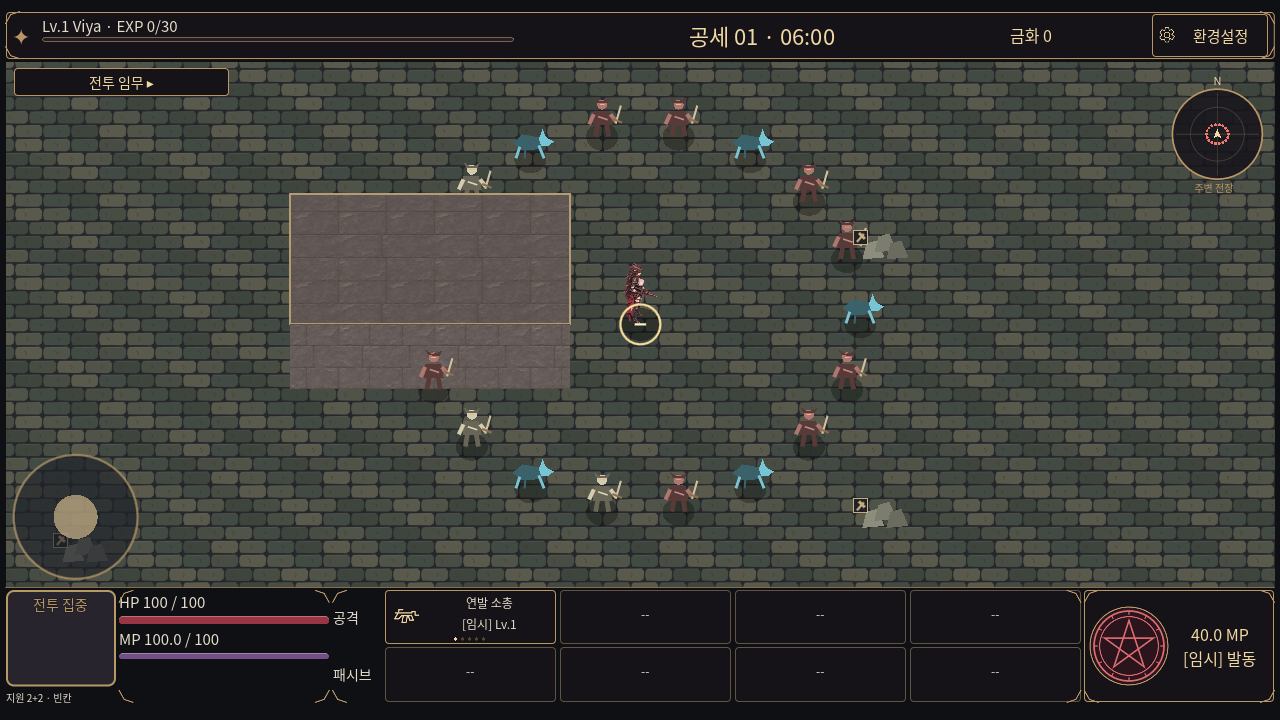 Lv.1 Viya · EXP 0/30
공세 01 · 06:00
금화 0
환경설정
전투 임무 ▸
N
주변 전장
전투 집중
HP 100 / 100
MP 100.0 / 100
지원 2+2 · 빈칸
공격
패시브
연발 소총
[임시] Lv.1
--
--
--
--
--
--
--
40.0 MP
[임시] 발동